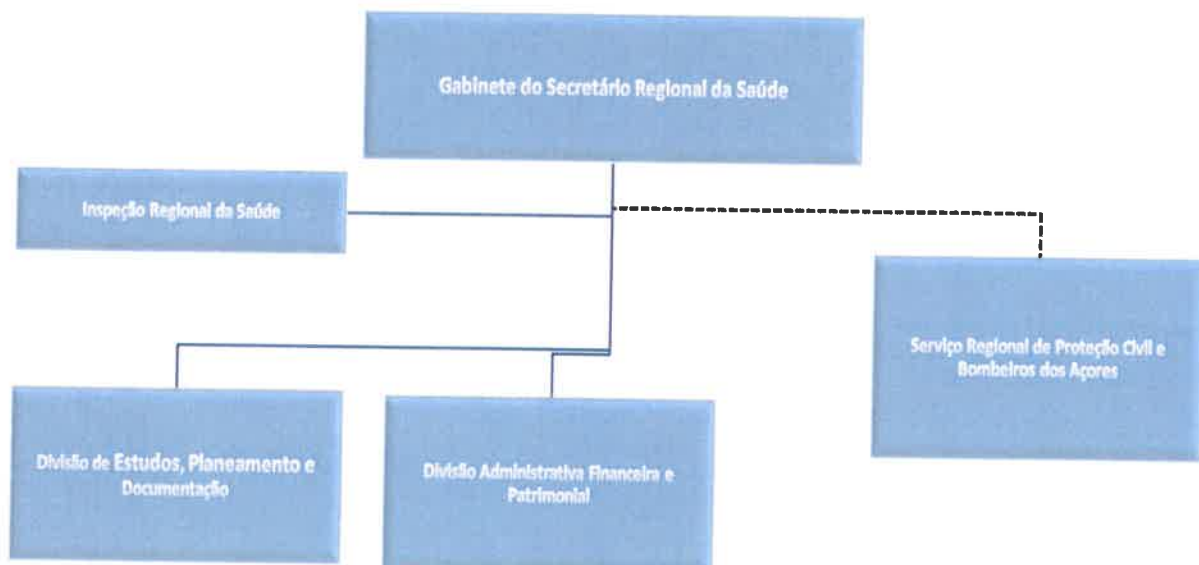 Gabinete do Secretário Regional da Saúde
Inspeção Regional da Saúde
Serviço Regional de Proteção Civil e
Bombeiros dos Açores
Divisão de Estudos, Planeamento e
Documentação
Divisão Administrativa Financeira e
Patrimonial